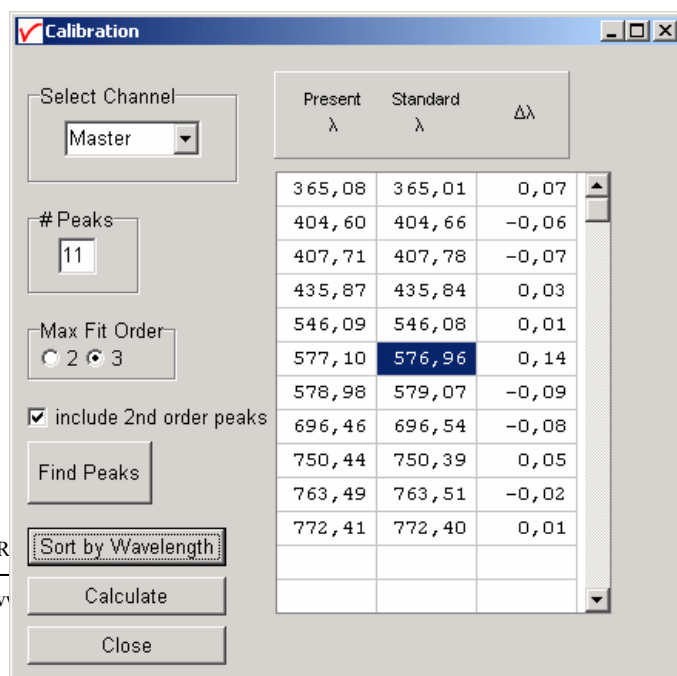 Calibration
Select Channel
Master
# Peaks
11
Max Fit Order
2 3
include 2nd order peaks
Find Peaks
Sort by Wavelength
Calculate
Close
Present Standard Δλ
λ λ
365,08 365,01 0,07
404,60 404,66 -0,06
407,71 407,78 -0,07
435,87 435,84 0,03
546,09 546,08 0,01
577,10 576,96 0,14
578,98 579,07 -0,09
696,46 696,54 -0,08
750,44 750,39 0,05
763,49 763,51 -0,02
772,41 772,40 0,01
R